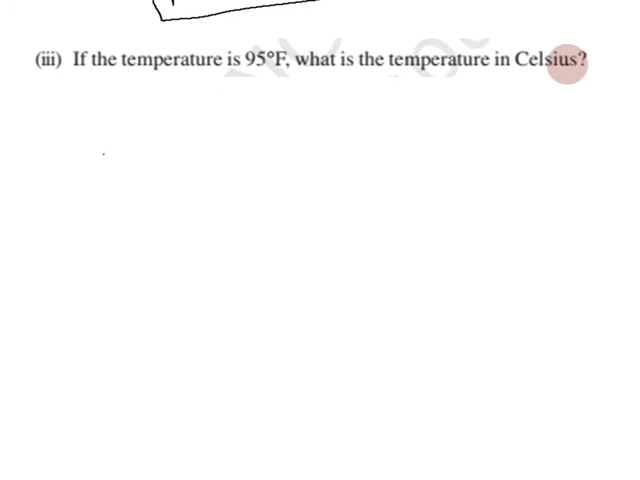 (iii) If the temperature is 95°F, what is the temperature in Celsius?